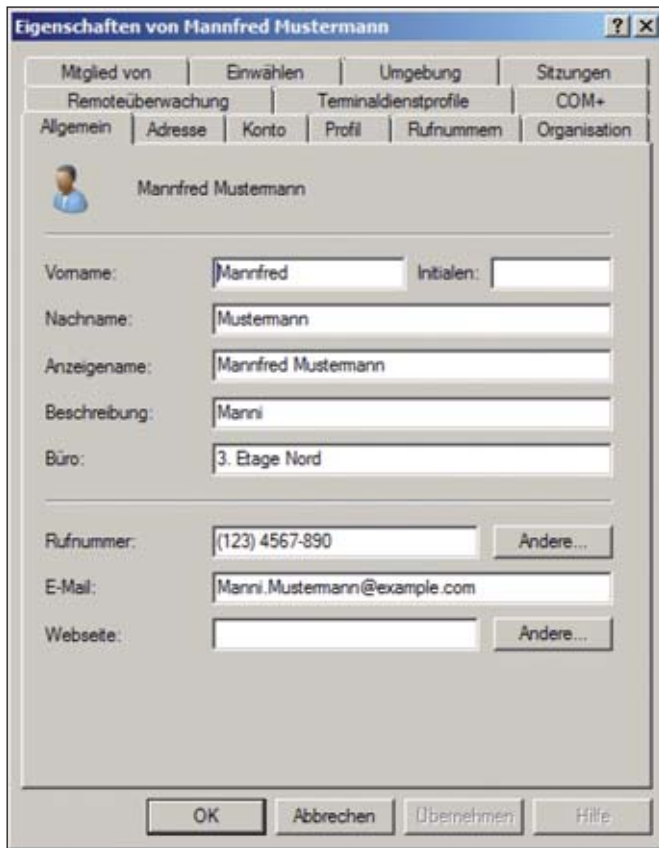 Eigenschaften von Mannfred Mustermann ? X
Mitglied von Einwählen Umgebung Sitzungen
Remoteüberwachung Terminaldienstprofile COM+
Allgemein Adresse Konto Profil Rufnummern Organisation
Mannfred Mustermann
Vorname: Mannfred Initialen:
Nachname: Mustermann
Anzeigename: Mannfred Mustermann
Beschreibung: Manni
Büro: 3. Etage Nord
Rufnummer: (123) 4567-890 Andere...
E-Mail: Manni.Mustermann@example.com
Webseite: Andere...
OK Abbrechen Übernehmen Hilfe